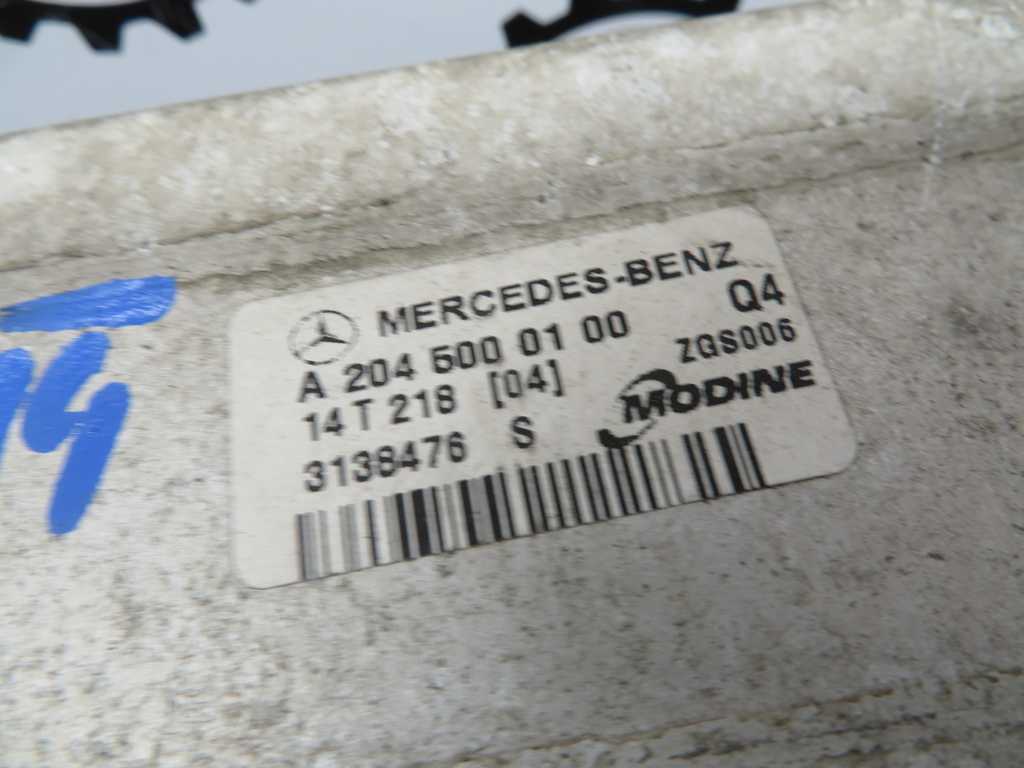 MERCEDES-BENZ
A 204 500 01 00 Q4
14 T 218 [04] ZGS006
3138476 S MODINE